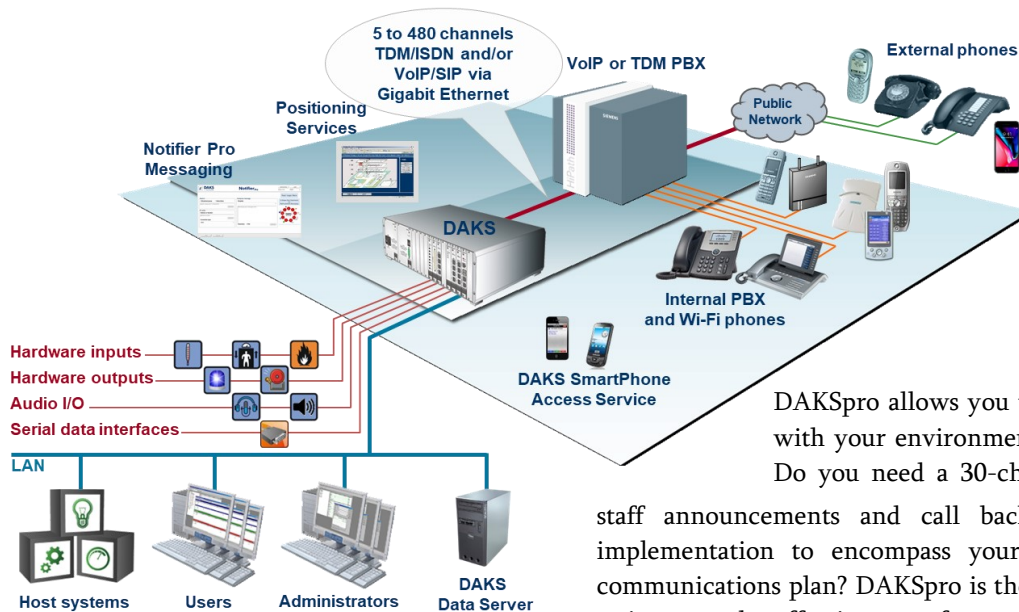 5 to 480 channels
TDM/ISDN and/or
VoIP/SIP via
Gigabit Ethernet
VoIP or TDM PBX
External phones
Public
Network
Positioning
Services
Notifier Pro
Messaging
DAKS
Internal PBX
and Wi-Fi phones
DAKS SmartPhone
Access Service
Hardware inputs
Hardware outputs
Audio I/O
Serial data interfaces
LAN
Host systems
Users
Administrators
DAKS
Data Server
DAKSpro allows you
with your environme
Do you need a 30-ch
staff announcements and call back
implementation to encompass your
communications plan? DAKSpro is the